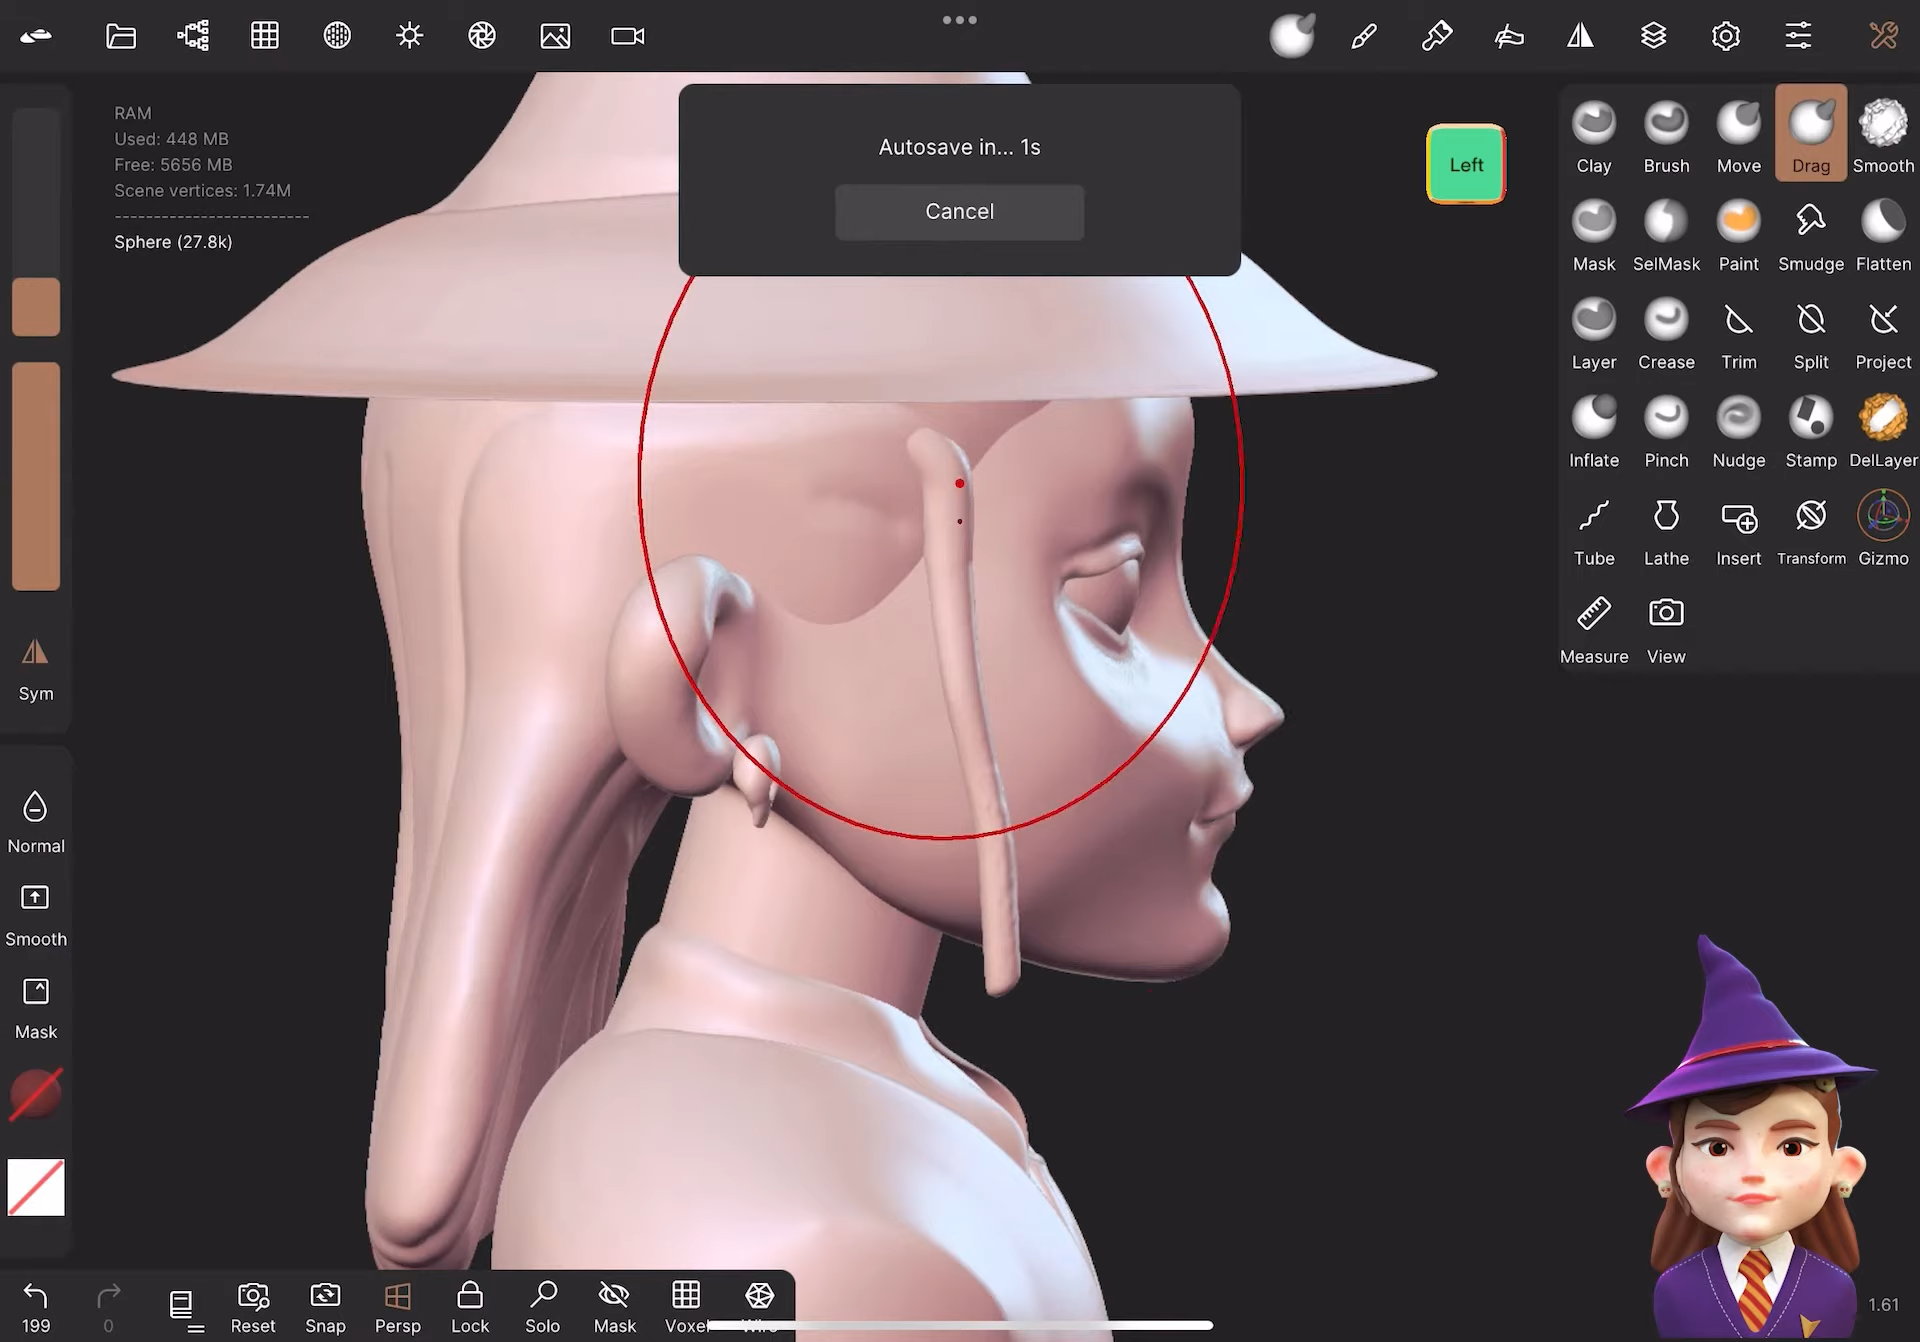 RAM
Used: 448 MB
Free: 5656 MB
Scene vertices: 1.74M
-------------------------
Sphere (27.8k)
Autosave in... 1s
Cancel
Left
Clay Brush Move Drag Smooth
Mask SelMask Paint Smudge Flatten
Layer Crease Trim Split Project
Inflate Pinch Nudge Stamp DelLayer
Tube Lathe Insert Transform Gizmo
Measure View
Sym
Normal
Smooth
Mask
199 0 Reset Snap Persp Lock Solo Mask Voxel Wire
1.61